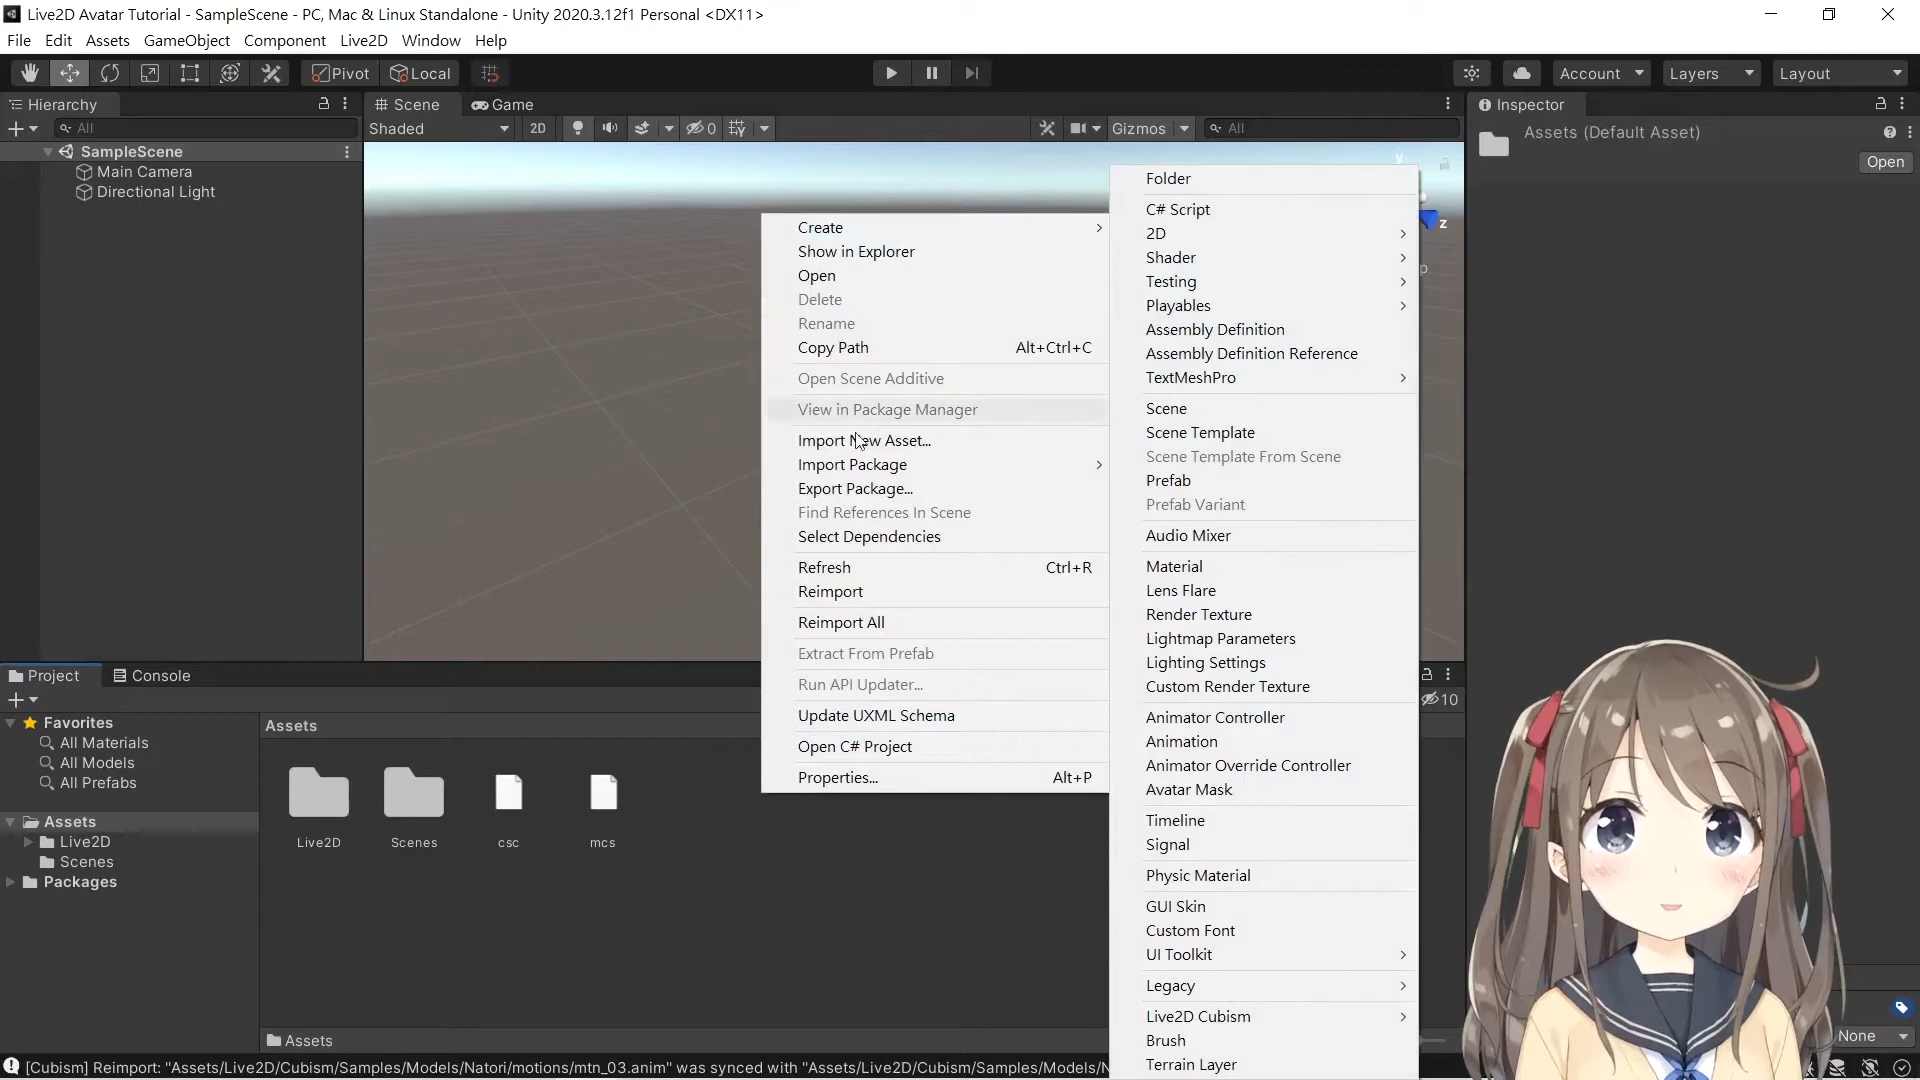 Live2D Avatar Tutorial - SampleScene - PC, Mac & Linux Standalone - Unity 2020.3.12f1 Personal <DX11>
File Edit Assets GameObject Component Live2D Window Help
Pivot Local Account Layers Layout
Hierarchy
All
SampleScene
Main Camera
Directional Light
Scene Game
Shaded 2D 0 Gizmos All
y
z
Inspector
Assets (Default Asset)
Open
Create
Show in Explorer
Open
Delete
Rename
Copy Path Alt+Ctrl+C
Open Scene Additive
View in Package Manager
Import New Asset...
Import Package
Export Package...
Find References In Scene
Select Dependencies
Refresh Ctrl+R
Reimport
Reimport All
Extract From Prefab
Run API Updater...
Update UXML Schema
Open C# Project
Properties... Alt+P
Folder
C# Script
2D
Shader
Testing
Playables
Assembly Definition
Assembly Definition Reference
TextMeshPro
Scene
Scene Template
Scene Template From Scene
Prefab
Prefab Variant
Audio Mixer
Material
Lens Flare
Render Texture
Lightmap Parameters
Lighting Settings
Custom Render Texture
Animator Controller
Animation
Animator Override Controller
Avatar Mask
Timeline
Signal
Physic Material
GUI Skin
Custom Font
UI Toolkit
Legacy
Live2D Cubism
Brush
Terrain Layer
Project Console
10
Favorites
All Materials
All Models
All Prefabs
Assets
Live2D
Scenes
Packages
Assets
Live2D Scenes csc mcs
Assets
None
[Cubism] Reimport: "Assets/Live2D/Cubism/Samples/Models/Natori/motions/mtn_03.anim" was synced with "Assets/Live2D/Cubism/Samples/Models/N